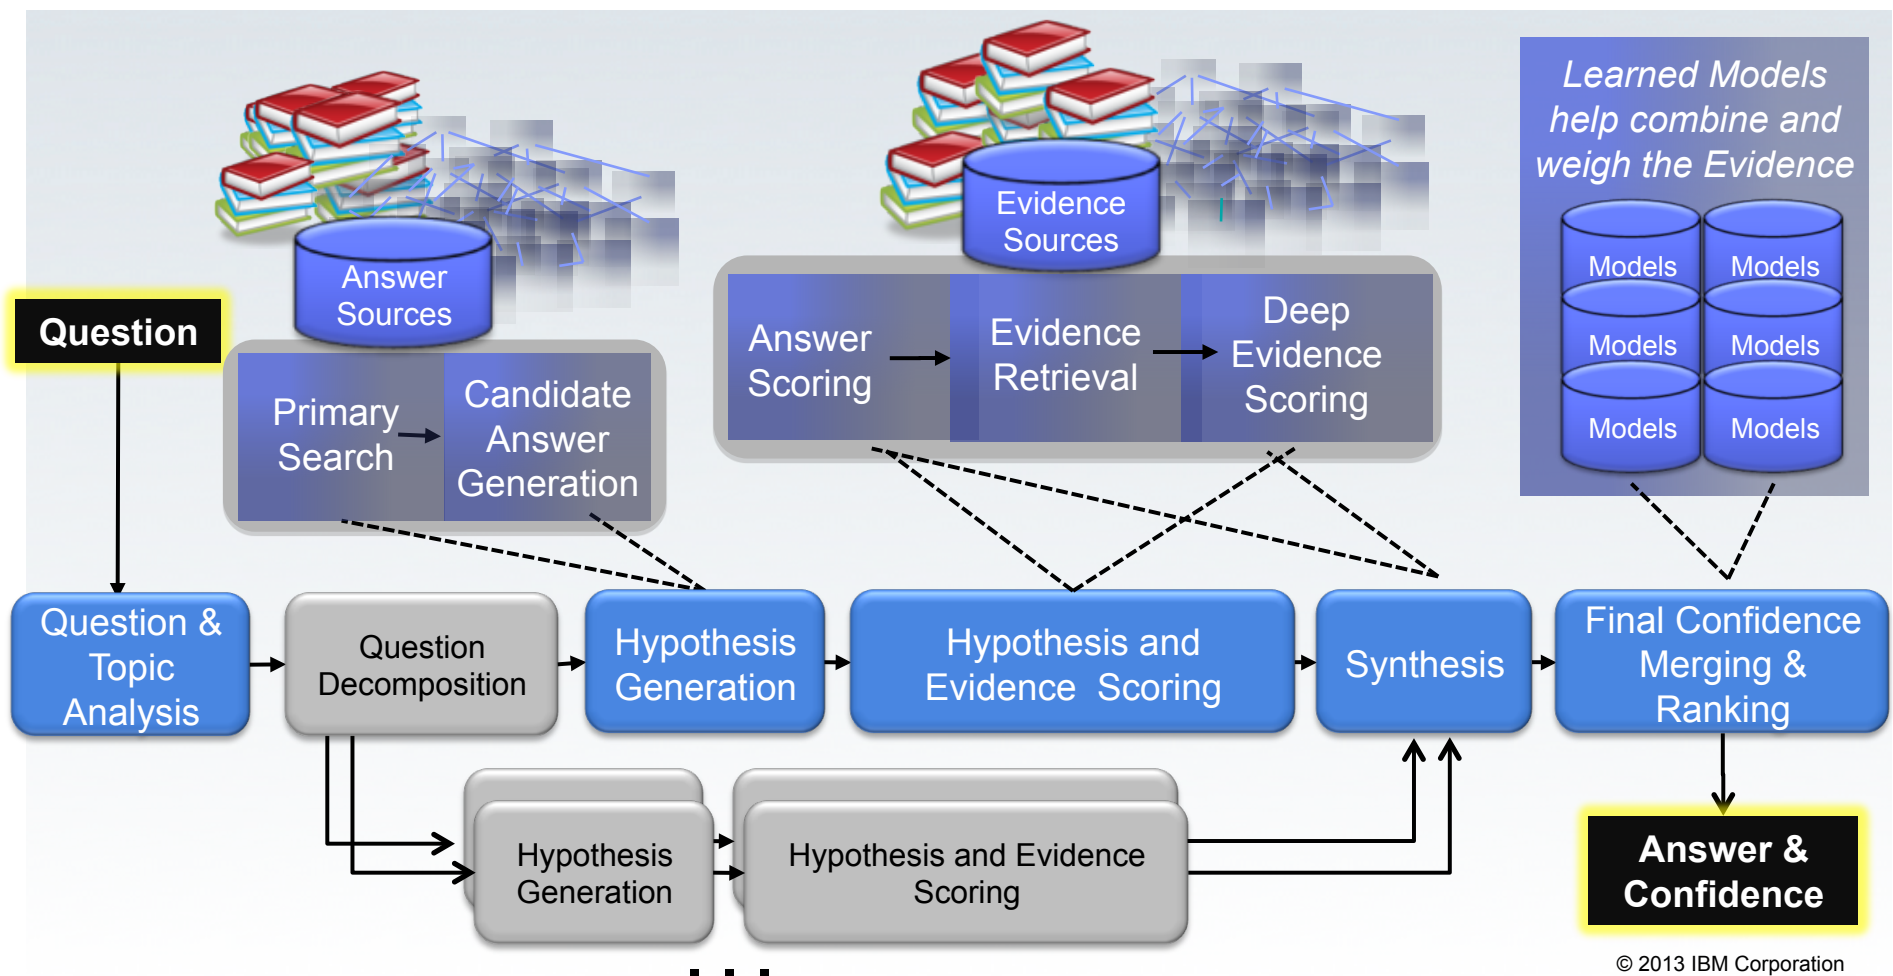 Learned Models
help combine and
weigh the Evidence
Evidence
Sources
Answer
Sources
Models
Models
Models
Models
Models
Models
Question
Answer
Scoring
Evidence
Retrieval
Deep
Evidence
Scoring
Primary
Search
Candidate
Answer
Generation
Question &
Topic
Analysis
Question
Decomposition
Hypothesis
Generation
Hypothesis and
Evidence Scoring
Synthesis
Final Confidence
Merging &
Ranking
Hypothesis
Generation
Hypothesis and Evidence
Scoring
Answer &
Confidence
© 2013 IBM Corporation